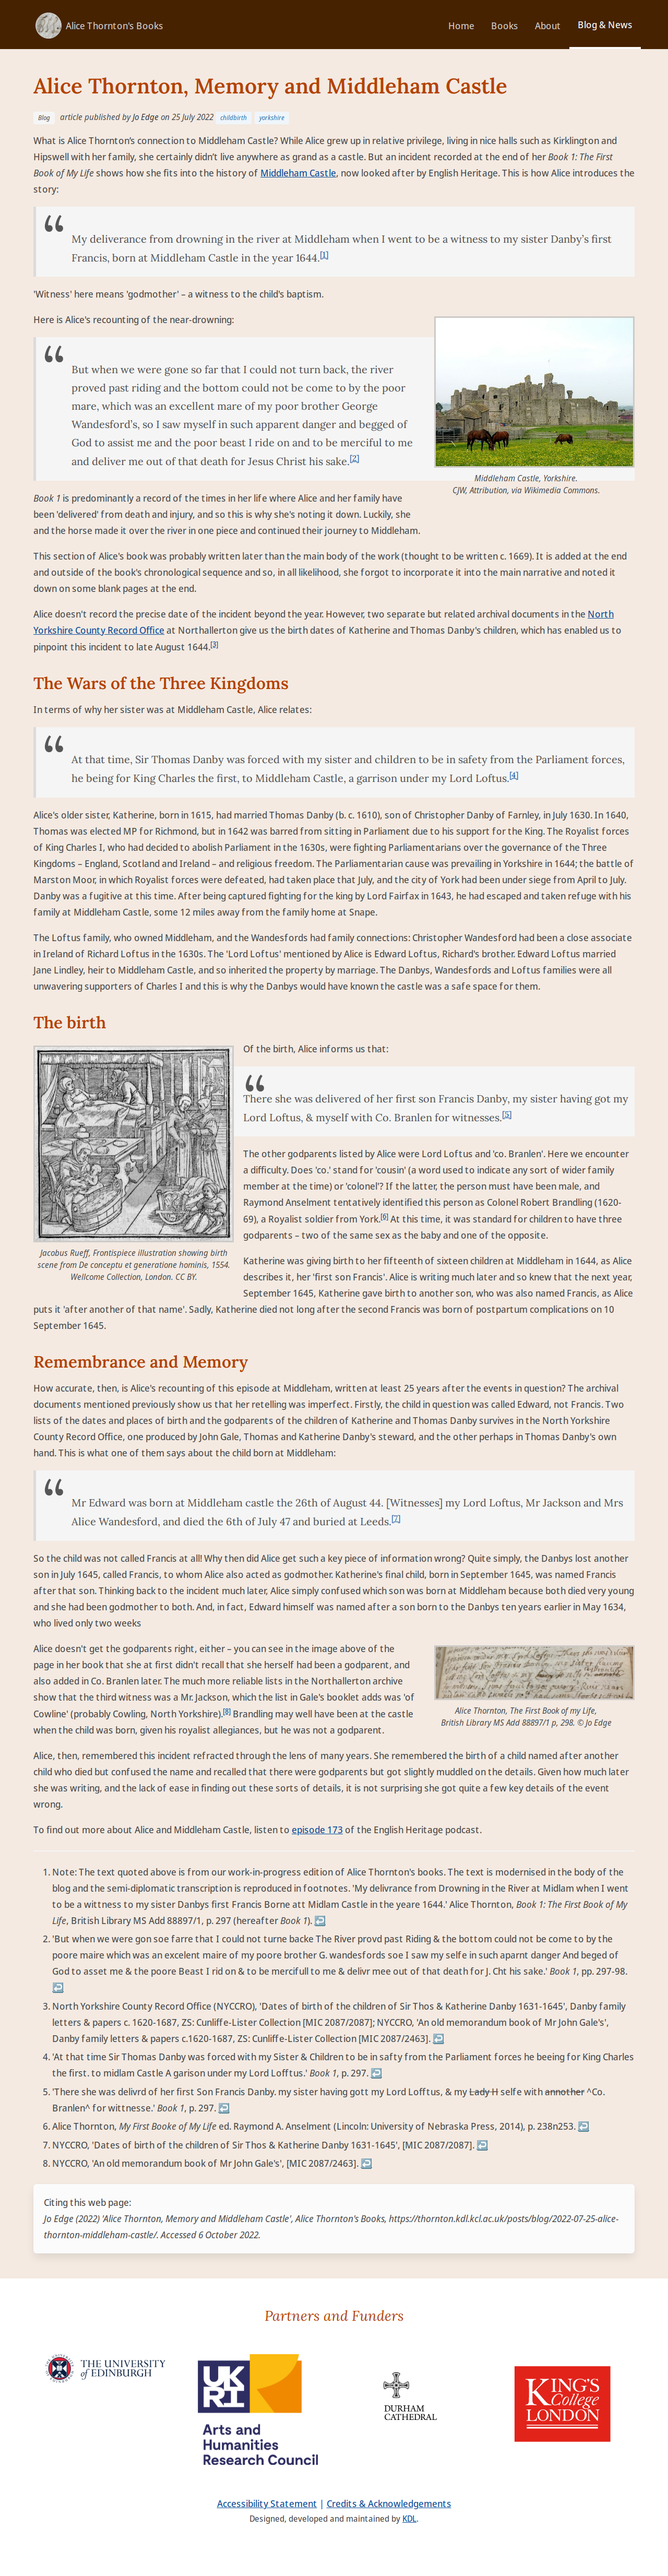 Alice Thornton's Books
Home
Books
About
Blog & News
Alice Thornton, Memory and Middleham Castle
Blog article published by Jo Edge on 25 July 2022 childbirth yorkshire
What is Alice Thornton's connection to Middleham Castle? While Alice grew up in relative privilege, living in nice halls such as Kirklington and
Hipswell with her family, she certainly didn't live anywhere as grand as a castle. But an incident recorded at the end of her Book 1: The First
Book of My Life shows how she fits into the history of Middleham Castle, now looked after by English Heritage. This is how Alice introduces the
story:
“
My deliverance from drowning in the river at Middleham when I went to be a witness to my sister Danby's first
Francis, born at Middleham Castle in the year 1644.[1]
'Witness' here means 'godmother' – a witness to the child's baptism.
Here is Alice's recounting of the near-drowning:
“
But when we were gone so far that I could not turn back, the river
proved past riding and the bottom could not be come to by the poor
mare, which was an excellent mare of my poor brother George
Wandesford's, so I saw myself in such apparent danger and begged of
God to assist me and the poor beast I ride on and to be merciful to me
and deliver me out of that death for Jesus Christ his sake.[2]
Middleham Castle, Yorkshire.
CJW, Attribution, via Wikimedia Commons.
Book 1 is predominantly a record of the times in her life where Alice and her family have
been 'delivered' from death and injury, and so this is why she's noting it down. Luckily, she
and the horse made it over the river in one piece and continued their journey to Middleham.
This section of Alice's book was probably written later than the main body of the work (thought to be written c. 1669). It is added at the end
and outside of the book's chronological sequence and so, in all likelihood, she forgot to incorporate it into the main narrative and noted it
down on some blank pages at the end.
Alice doesn't record the precise date of the incident beyond the year. However, two separate but related archival documents in the North
Yorkshire County Record Office at Northallerton give us the birth dates of Katherine and Thomas Danby's children, which has enabled us to
pinpoint this incident to late August 1644.[3]
The Wars of the Three Kingdoms
In terms of why her sister was at Middleham Castle, Alice relates:
“
At that time, Sir Thomas Danby was forced with my sister and children to be in safety from the Parliament forces,
he being for King Charles the first, to Middleham Castle, a garrison under my Lord Loftus.[4]
Alice's older sister, Katherine, born in 1615, had married Thomas Danby (b. c. 1610), son of Christopher Danby of Farnley, in July 1630. In 1640,
Thomas was elected MP for Richmond, but in 1642 was barred from sitting in Parliament due to his support for the King. The Royalist forces
of King Charles I, who had decided to abolish Parliament in the 1630s, were fighting Parliamentarians over the governance of the Three
Kingdoms – England, Scotland and Ireland – and religious freedom. The Parliamentarian cause was prevailing in Yorkshire in 1644; the battle of
Marston Moor, in which Royalist forces were defeated, had taken place that July, and the city of York had been under siege from April to July.
Danby was a fugitive at this time. After being captured fighting for the king by Lord Fairfax in 1643, he had escaped and taken refuge with his
family at Middleham Castle, some 12 miles away from the family home at Snape.
The Loftus family, who owned Middleham, and the Wandesfords had family connections: Christopher Wandesford had been a close associate
in Ireland of Richard Loftus in the 1630s. The 'Lord Loftus' mentioned by Alice is Edward Loftus, Richard's brother. Edward Loftus married
Jane Lindley, heir to Middleham Castle, and so inherited the property by marriage. The Danbys, Wandesfords and Loftus families were all
unwavering supporters of Charles I and this is why the Danbys would have known the castle was a safe space for them.
The birth
Jacobus Rueff, Frontispiece illustration showing birth
scene from De conceptu et generatione hominis, 1554.
Wellcome Collection, London. CC BY.
Of the birth, Alice informs us that:
“
There she was delivered of her first son Francis Danby, my sister having got my
Lord Loftus, & myself with Co. Branlen for witnesses.[5]
The other godparents listed by Alice were Lord Loftus and 'co. Branlen'. Here we encounter
a difficulty. Does 'co.' stand for 'cousin' (a word used to indicate any sort of wider family
member at the time) or 'colonel'? If the latter, the person must have been male, and
Raymond Anselment tentatively identified this person as Colonel Robert Brandling (1620-
69), a Royalist soldier from York.[6] At this time, it was standard for children to have three
godparents – two of the same sex as the baby and one of the opposite.
Katherine was giving birth to her fifteenth of sixteen children at Middleham in 1644, as Alice
describes it, her 'first son Francis'. Alice is writing much later and so knew that the next year,
September 1645, Katherine gave birth to another son, who was also named Francis, as Alice
puts it 'after another of that name'. Sadly, Katherine died not long after the second Francis was born of postpartum complications on 10
September 1645.
Remembrance and Memory
How accurate, then, is Alice's recounting of this episode at Middleham, written at least 25 years after the events in question? The archival
documents mentioned previously show us that her retelling was imperfect. Firstly, the child in question was called Edward, not Francis. Two
lists of the dates and places of birth and the godparents of the children of Katherine and Thomas Danby survives in the North Yorkshire
County Record Office, one produced by John Gale, Thomas and Katherine Danby's steward, and the other perhaps in Thomas Danby's own
hand. This is what one of them says about the child born at Middleham:
“
Mr Edward was born at Middleham castle the 26th of August 44. [Witnesses] my Lord Loftus, Mr Jackson and Mrs
Alice Wandesford, and died the 6th of July 47 and buried at Leeds.[7]
So the child was not called Francis at all! Why then did Alice get such a key piece of information wrong? Quite simply, the Danbys lost another
son in July 1645, called Francis, to whom Alice also acted as godmother. Katherine's final child, born in September 1645, was named Francis
after that son. Thinking back to the incident much later, Alice simply confused which son was born at Middleham because both died very young
and she had been godmother to both. And, in fact, Edward himself was named after a son born to the Danbys ten years earlier in May 1634,
who lived only two weeks
Alice doesn't get the godparents right, either – you can see in the image above of the
page in her book that she at first didn't recall that she herself had been a godparent, and
also added in Co. Branlen later. The much more reliable lists in the Northallerton archive
show that the third witness was a Mr. Jackson, which the list in Gale's booklet adds was 'of
Cowline' (probably Cowling, North Yorkshire).[8] Brandling may well have been at the castle
when the child was born, given his royalist allegiances, but he was not a godparent.
Alice Thornton, The First Book of my Life,
British Library MS Add 88897/1 p, 298. © Jo Edge
Alice, then, remembered this incident refracted through the lens of many years. She remembered the birth of a child named after another
child who died but confused the name and recalled that there were godparents but got slightly muddled on the details. Given how much later
she was writing, and the lack of ease in finding out these sorts of details, it is not surprising she got quite a few key details of the event
wrong.
To find out more about Alice and Middleham Castle, listen to episode 173 of the English Heritage podcast.
1. Note: The text quoted above is from our work-in-progress edition of Alice Thornton's books. The text is modernised in the body of the
blog and the semi-diplomatic transcription is reproduced in footnotes. 'My delivrance from Drowning in the River at Midlam when I went
to be a wittness to my sister Danbys first Francis Borne att Midlam Castle in the yeare 1644.' Alice Thornton, Book 1: The First Book of My
Life, British Library MS Add 88897/1, p. 297 (hereafter Book 1). ↩
2. 'But when we were gon soe farre that I could not turne backe The River provd past Riding & the bottom could not be come to by the
poore maire which was an excelent maire of my poore brother G. wandesfords soe I saw my selfe in such aparnt danger And beged of
God to asset me & the poore Beast I rid on & to be mercifull to me & delivr mee out of that death for J. Cht his sake.' Book 1, pp. 297-98.
↩
3. North Yorkshire County Record Office (NYCCRO), 'Dates of birth of the children of Sir Thos & Katherine Danby 1631-1645', Danby family
letters & papers c. 1620-1687, ZS: Cunliffe-Lister Collection [MIC 2087/2087]; NYCCRO, 'An old memorandum book of Mr John Gale's',
Danby family letters & papers c.1620-1687, ZS: Cunliffe-Lister Collection [MIC 2087/2463]. ↩
4. 'At that time Sir Thomas Danby was forced with my Sister & Children to be in safty from the Parliament forces he beeing for King Charles
the first. to midlam Castle A garison under my Lord Lofftus.' Book 1, p. 297. ↩
5. 'There she was delivrd of her first Son Francis Danby. my sister having gott my Lord Lofftus, & my Lady H selfe with annother ^Co.
Branlen^ for wittnesse.' Book 1, p. 297. ↩
6. Alice Thornton, My First Booke of My Life ed. Raymond A. Anselment (Lincoln: University of Nebraska Press, 2014), p. 238n253. ↩
7. NYCCRO, 'Dates of birth of the children of Sir Thos & Katherine Danby 1631-1645', [MIC 2087/2087]. ↩
8. NYCCRO, 'An old memorandum book of Mr John Gale's', [MIC 2087/2463]. ↩
Citing this web page:
Jo Edge (2022) 'Alice Thornton, Memory and Middleham Castle', Alice Thornton's Books, https://thornton.kdl.kcl.ac.uk/posts/blog/2022-07-25-alice-
thornton-middleham-castle/. Accessed 6 October 2022.
Partners and Funders
THE UNIVERSITY
of EDINBURGH
UK
RI
Arts and
Humanities
Research Council
DURHAM
CATHEDRAL
KING'S
College
LONDON
Accessibility Statement | Credits & Acknowledgements
Designed, developed and maintained by KDL.